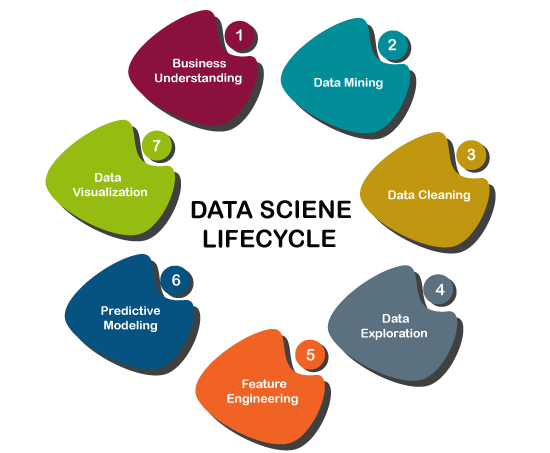 DATA SCIENE
LIFECYCLE
1
Business
Understanding
2
Data Mining
3
Data Cleaning
4
Data
Exploration
5
Feature
Engineering
6
Predictive
Modeling
7
Data
Visualization